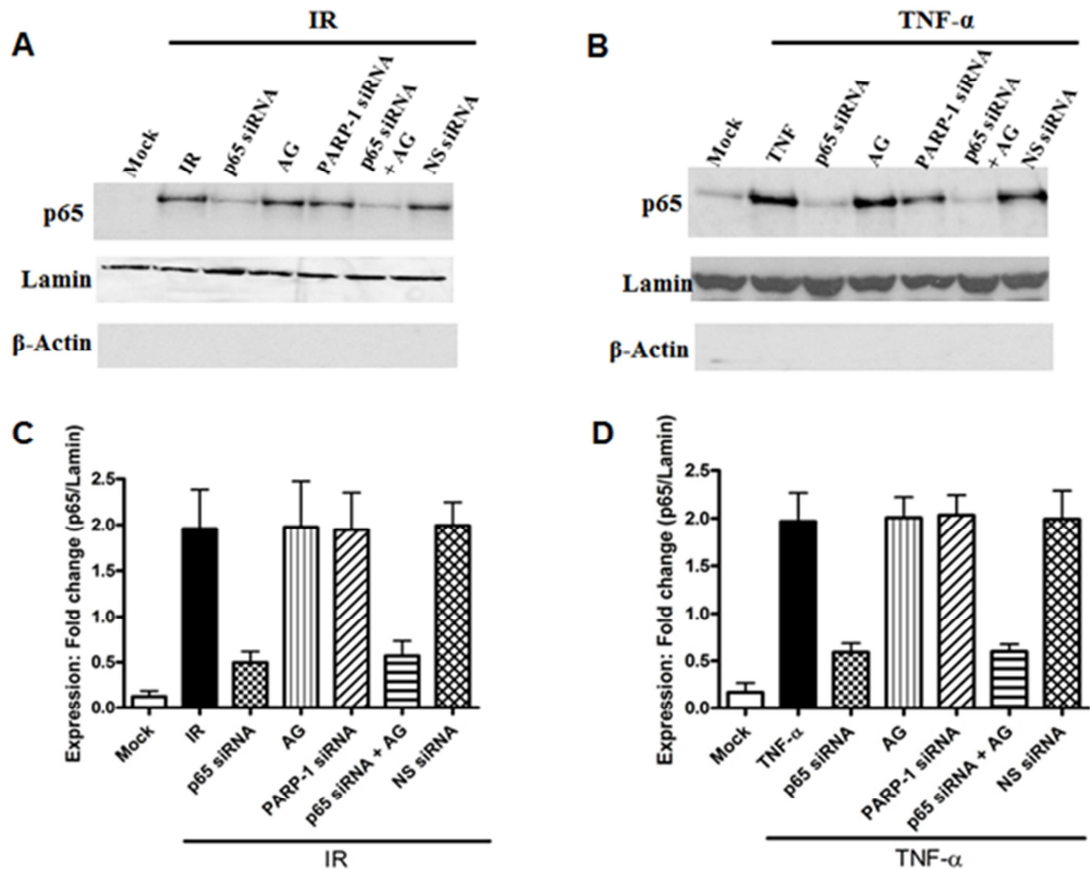 A
IR
Mock
IR
p65 siRNA
AG
PARP-1 siRNA
p65 siRNA
+ AG
NS siRNA
p65
Lamin
β-Actin
B
TNF-α
Mock
TNF
p65 siRNA
AG
PARP-1 siRNA
p65 siRNA
+ AG
NS siRNA
p65
Lamin
β-Actin
C
Expression: Fold change (p65/Lamin)
2.5
2.0
1.5
1.0
0.5
0.0
Mock
IR
p65 siRNA
AG
PARP-1 siRNA
p65 siRNA + AG
NS siRNA
IR
D
Expression: Fold change (p65/Lamin)
2.5
2.0
1.5
1.0
0.5
0.0
Mock
TNF-α
p65 siRNA
AG
PARP-1 siRNA
p65 siRNA + AG
NS siRNA
TNF-α